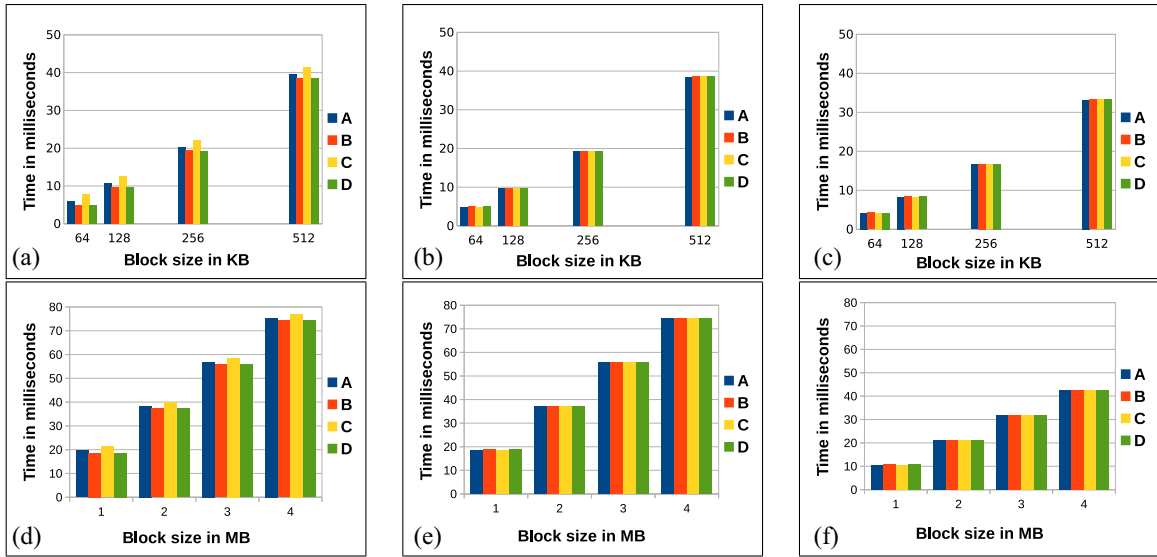 Time in milliseconds
50
40
30
20
10
0
64 128 256 512
Block size in KB
A
B
C
D
(a)
Time in milliseconds
50
40
30
20
10
0
64 128 256 512
Block size in KB
A
B
C
D
(b)
Time in milliseconds
50
40
30
20
10
0
64 128 256 512
Block size in KB
A
B
C
D
(c)
Time in milliseconds
80
70
60
50
40
30
20
10
0
1 2 3 4
Block size in MB
A
B
C
D
(d)
Time in milliseconds
80
70
60
50
40
30
20
10
0
1 2 3 4
Block size in MB
A
B
C
D
(e)
Time in milliseconds
80
70
60
50
40
30
20
10
0
1 2 3 4
Block size in MB
A
B
C
D
(f)